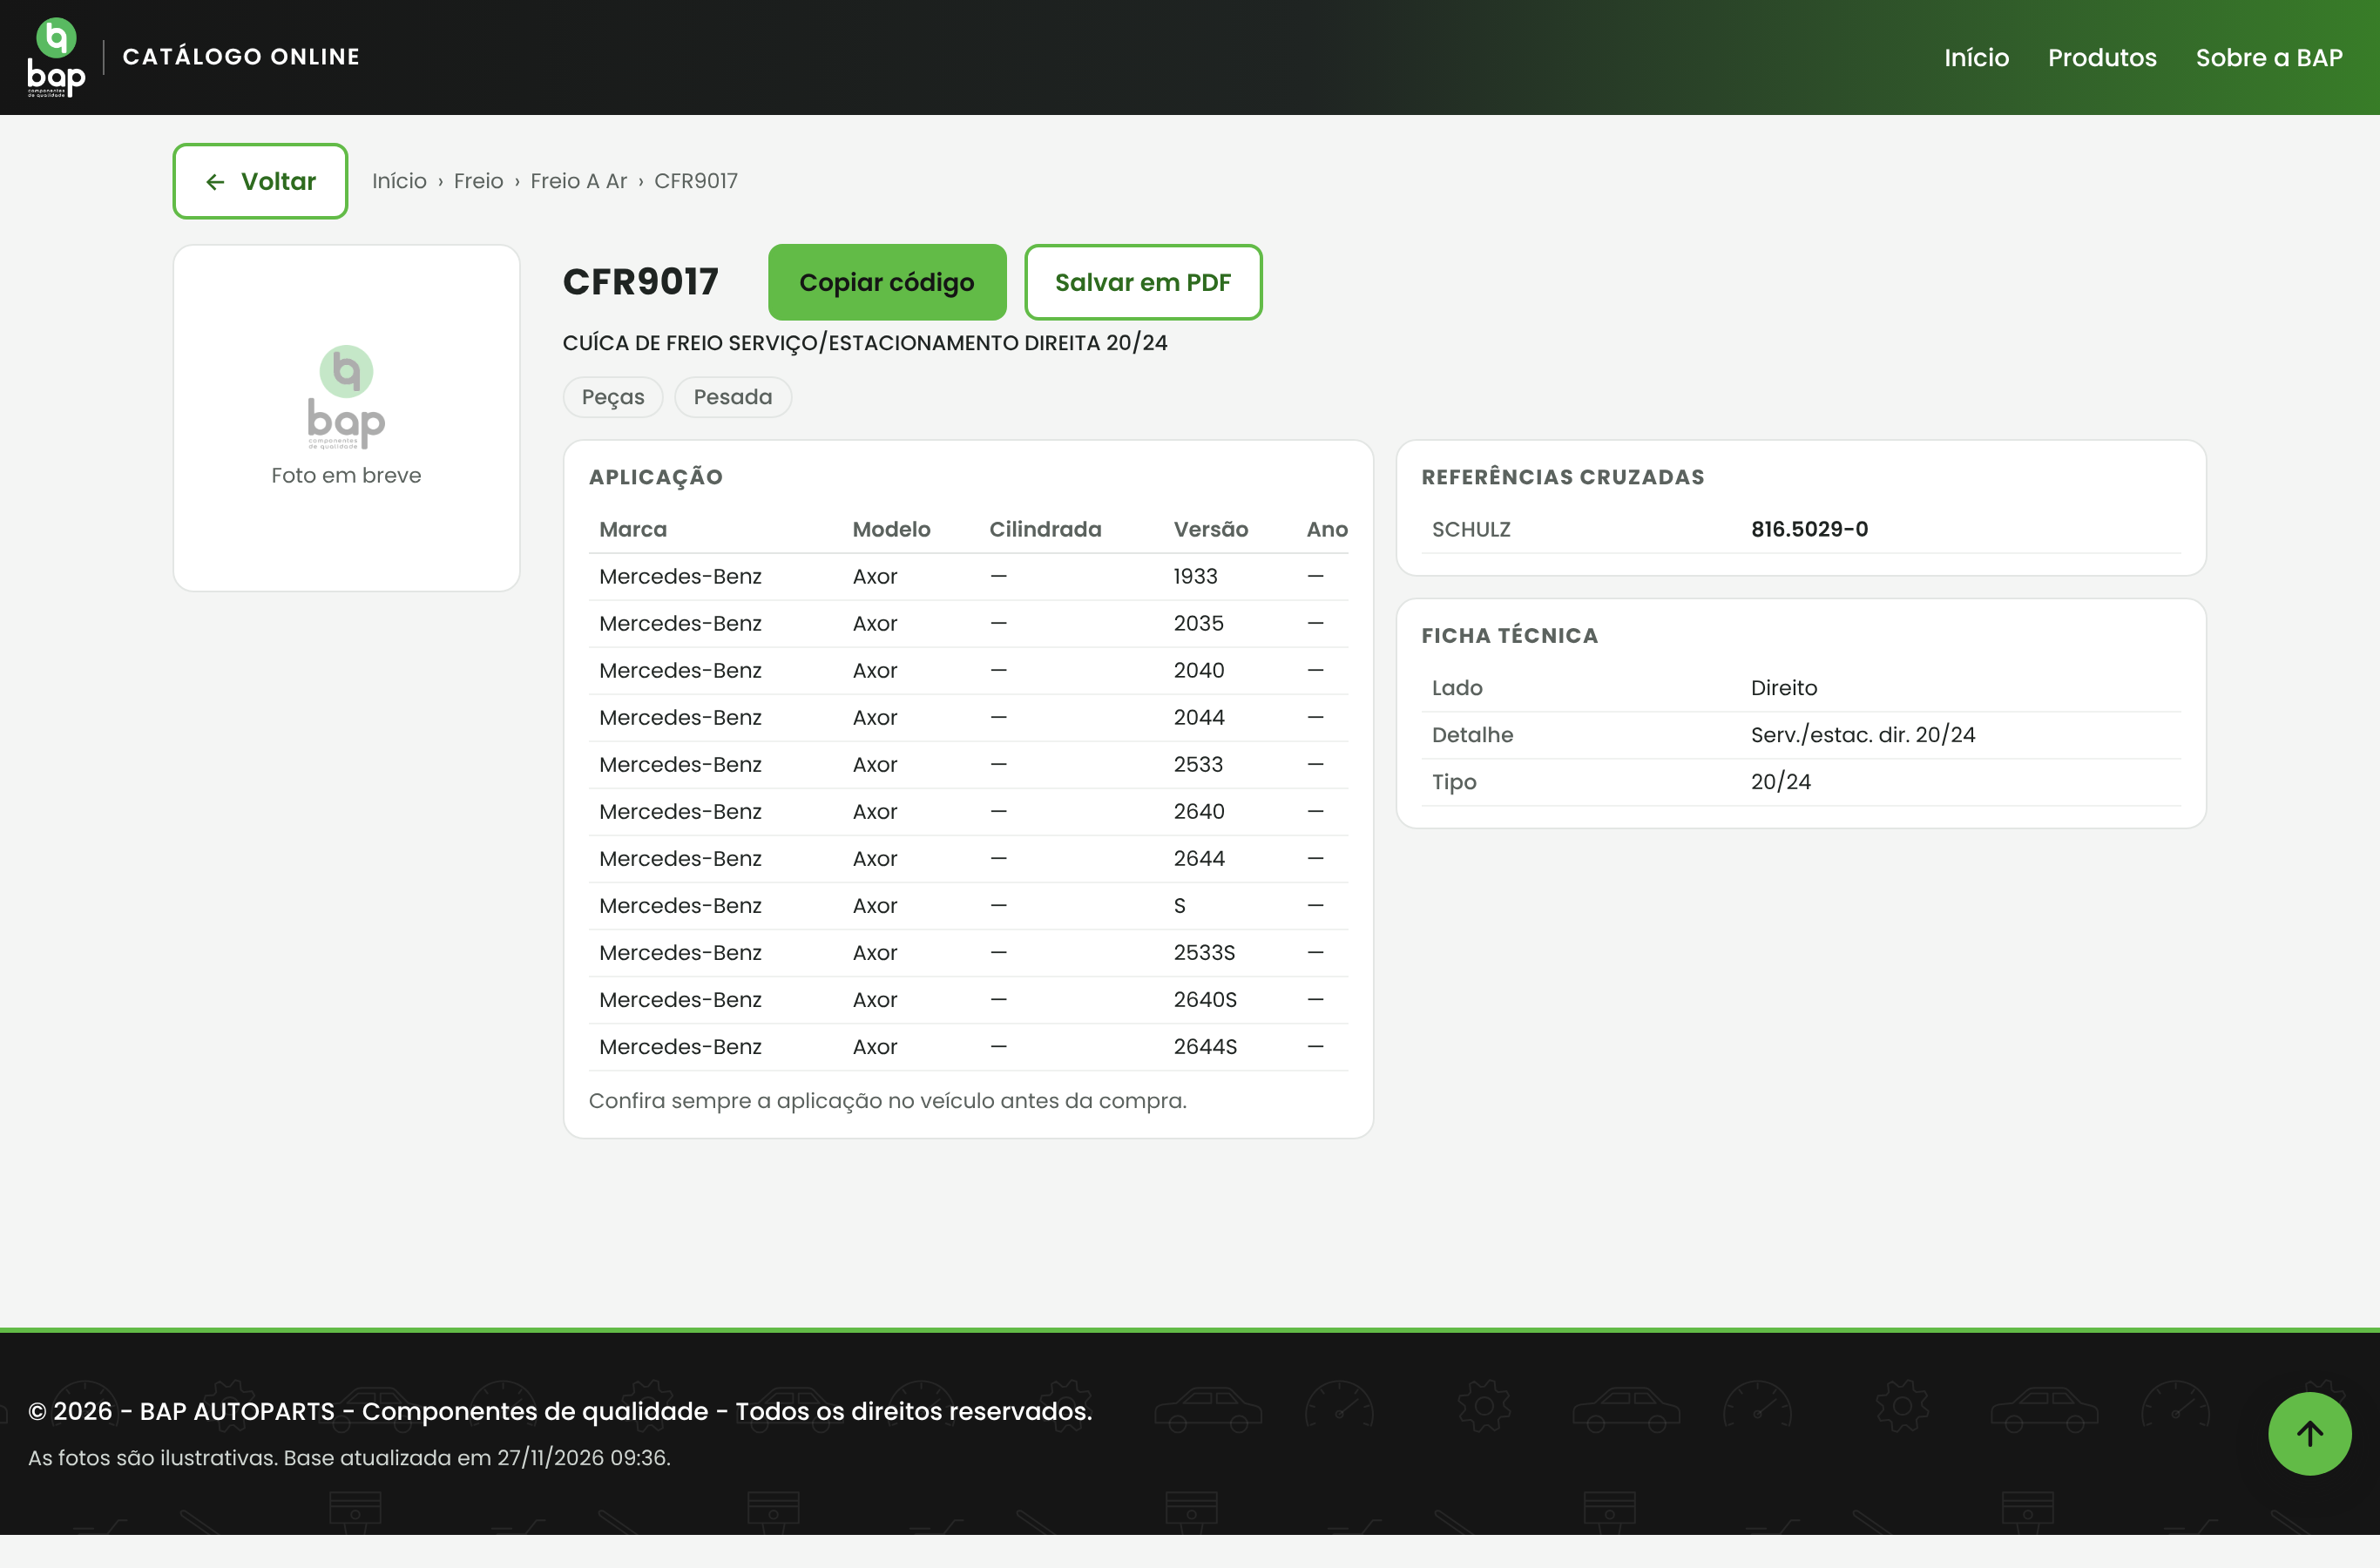 bap
componentes
de qualidade
CATÁLOGO ONLINE
Início Produtos Sobre a BAP
← Voltar
Início › Freio › Freio A Ar › CFR9017
bap
componentes
de qualidade
Foto em breve
CFR9017
Copiar código
Salvar em PDF
CUÍCA DE FREIO SERVIÇO/ESTACIONAMENTO DIREITA 20/24
Peças Pesada
APLICAÇÃO
Marca Modelo Cilindrada Versão Ano
Mercedes-Benz Axor — 1933 —
Mercedes-Benz Axor — 2035 —
Mercedes-Benz Axor — 2040 —
Mercedes-Benz Axor — 2044 —
Mercedes-Benz Axor — 2533 —
Mercedes-Benz Axor — 2640 —
Mercedes-Benz Axor — 2644 —
Mercedes-Benz Axor — S —
Mercedes-Benz Axor — 2533S —
Mercedes-Benz Axor — 2640S —
Mercedes-Benz Axor — 2644S —
Confira sempre a aplicação no veículo antes da compra.
REFERÊNCIAS CRUZADAS
SCHULZ 816.5029-0
FICHA TÉCNICA
Lado Direito
Detalhe Serv./estac. dir. 20/24
Tipo 20/24
© 2026 - BAP AUTOPARTS - Componentes de qualidade - Todos os direitos reservados.
As fotos são ilustrativas. Base atualizada em 27/11/2026 09:36.